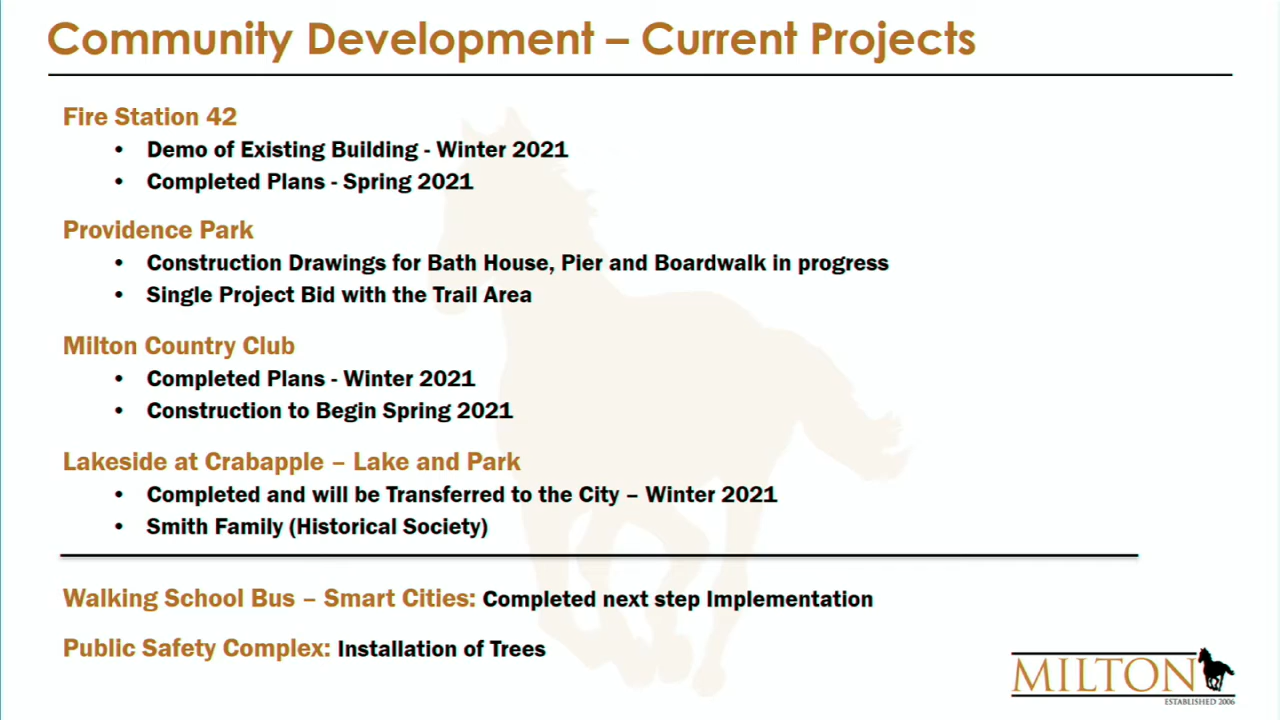 Community Development – Current Projects
Fire Station 42
• Demo of Existing Building - Winter 2021
• Completed Plans - Spring 2021
Providence Park
• Construction Drawings for Bath House, Pier and Boardwalk in progress
• Single Project Bid with the Trail Area
Milton Country Club
• Completed Plans - Winter 2021
• Construction to Begin Spring 2021
Lakeside at Crabapple – Lake and Park
• Completed and will be Transferred to the City – Winter 2021
• Smith Family (Historical Society)
Walking School Bus – Smart Cities: Completed next step Implementation
Public Safety Complex: Installation of Trees
MILTON
ESTABLISHED 2006